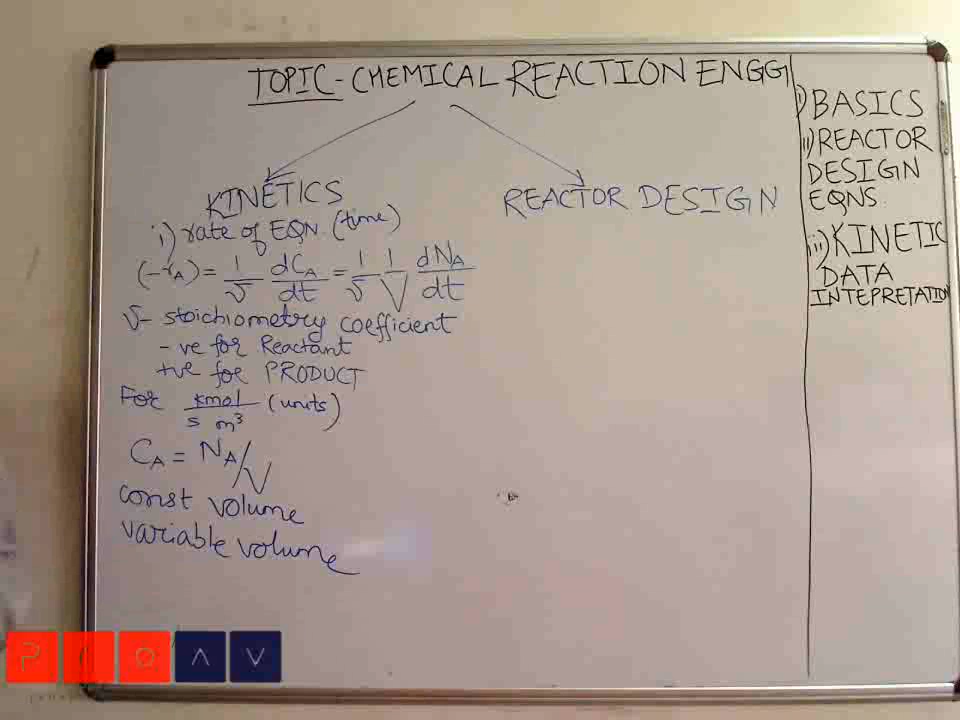 TOPIC - CHEMICAL REACTION ENGG
KINETICS
i) rate of EQN. (time)
(-rA) = 1/ν dCA/dt = 1/ν 1/V dNA/dt
ν - stoichiometry coefficient
- ve for Reactant
+ve for PRODUCT
For kmol/s m³ (units)
CA = NA/V
const volume
variable volume
REACTOR DESIGN
i) BASICS
ii) REACTOR
DESIGN
EQNS.
iii) KINETIC
DATA
INTEPRETATION